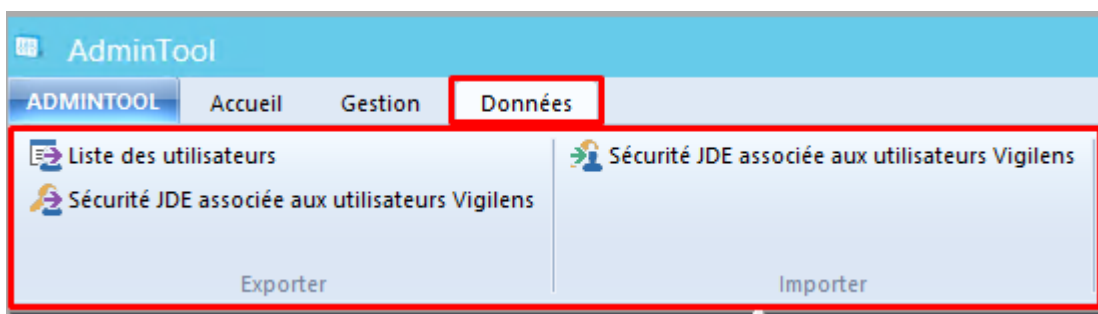 AdminTool
ADMINTOOL Accueil Gestion Données
Liste des utilisateurs
Sécurité JDE associée aux utilisateurs Vigilens
Exporter
Sécurité JDE associée aux utilisateurs Vigilens
Importer